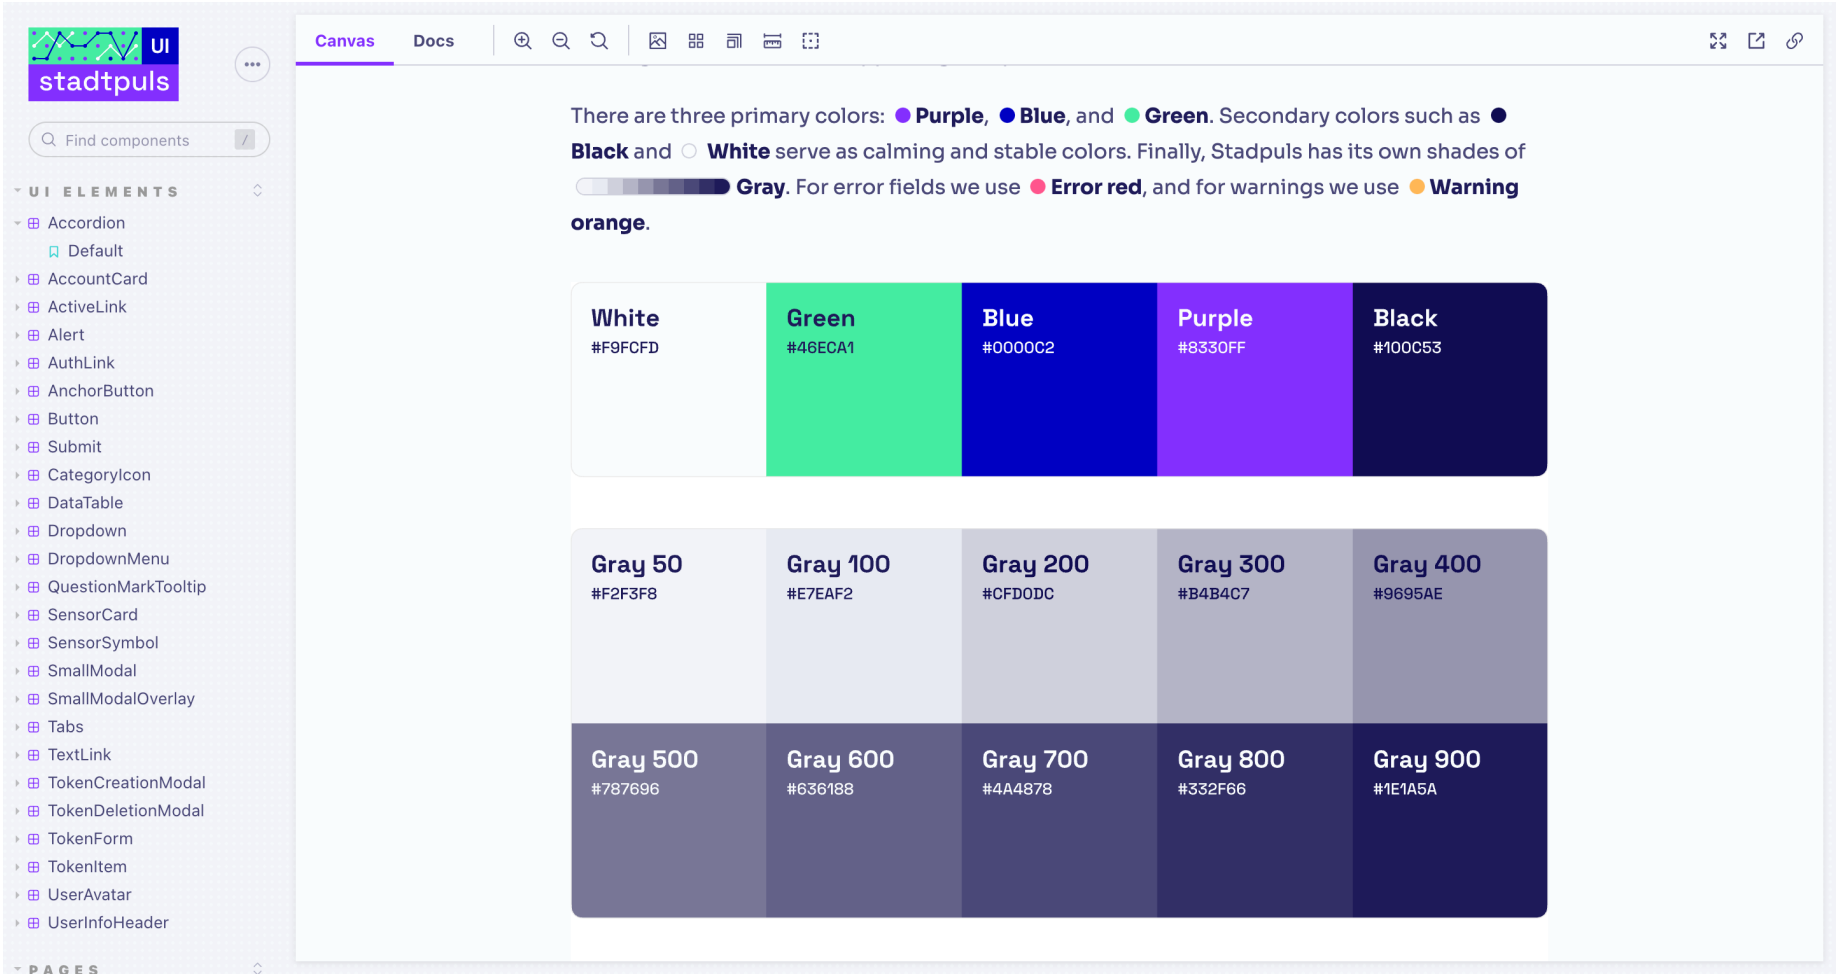 UI
stadtpuls
Find components
/
UI ELEMENTS
Accordion
Default
AccountCard
ActiveLink
Alert
AuthLink
AnchorButton
Button
Submit
CategoryIcon
DataTable
Dropdown
DropdownMenu
QuestionMarkTooltip
SensorCard
SensorSymbol
SmallModal
SmallModalOverlay
Tabs
TextLink
TokenCreationModal
TokenDeletionModal
TokenForm
TokenItem
UserAvatar
UserInfoHeader
PAGES
Canvas Docs
There are three primary colors: Purple, Blue, and Green. Secondary colors such as
Black and White serve as calming and stable colors. Finally, Stadpuls has its own shades of
Gray. For error fields we use Error red, and for warnings we use Warning
orange.
White Green Blue Purple Black
#F9FCFD #46ECA1 #0000C2 #8330FF #100C53
Gray 50 Gray 100 Gray 200 Gray 300 Gray 400
#F2F3F8 #E7EAF2 #CFD0DC #B4B4C7 #9695AE
Gray 500 Gray 600 Gray 700 Gray 800 Gray 900
#787696 #636188 #4A4878 #332F66 #1E1A5A